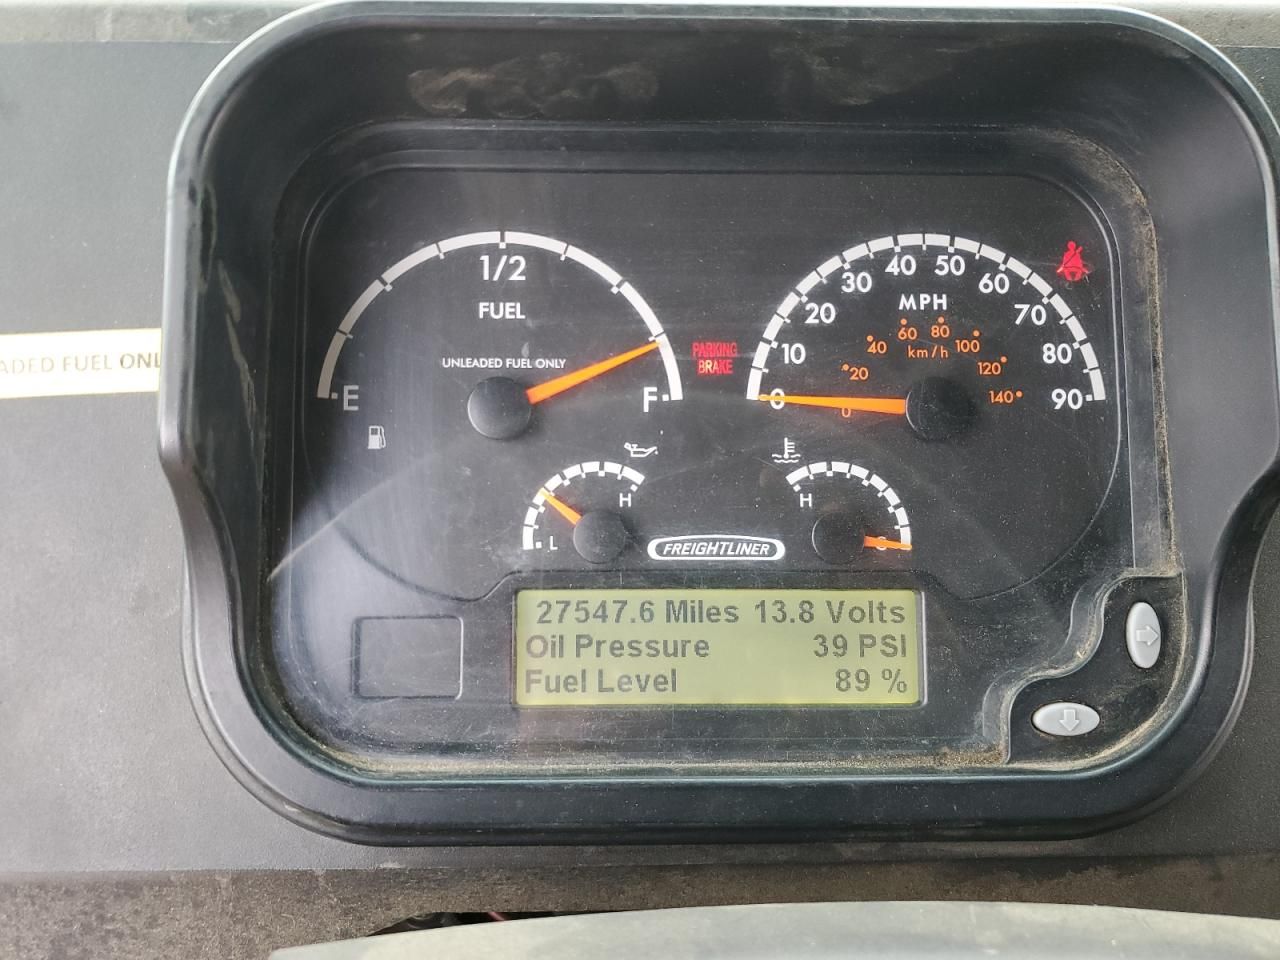 1/2
FUEL
UNLEADED FUEL ONLY
E
F
ADED FUEL ONL
PARKING
BRAKE
0 10 20 30 40 50 60 70 80 90
MPH
0 20 40 60 80 100 120 140
km/h
L
H
H
FREIGHTLINER
27547.6 Miles 13.8 Volts
Oil Pressure 39 PSI
Fuel Level 89 %